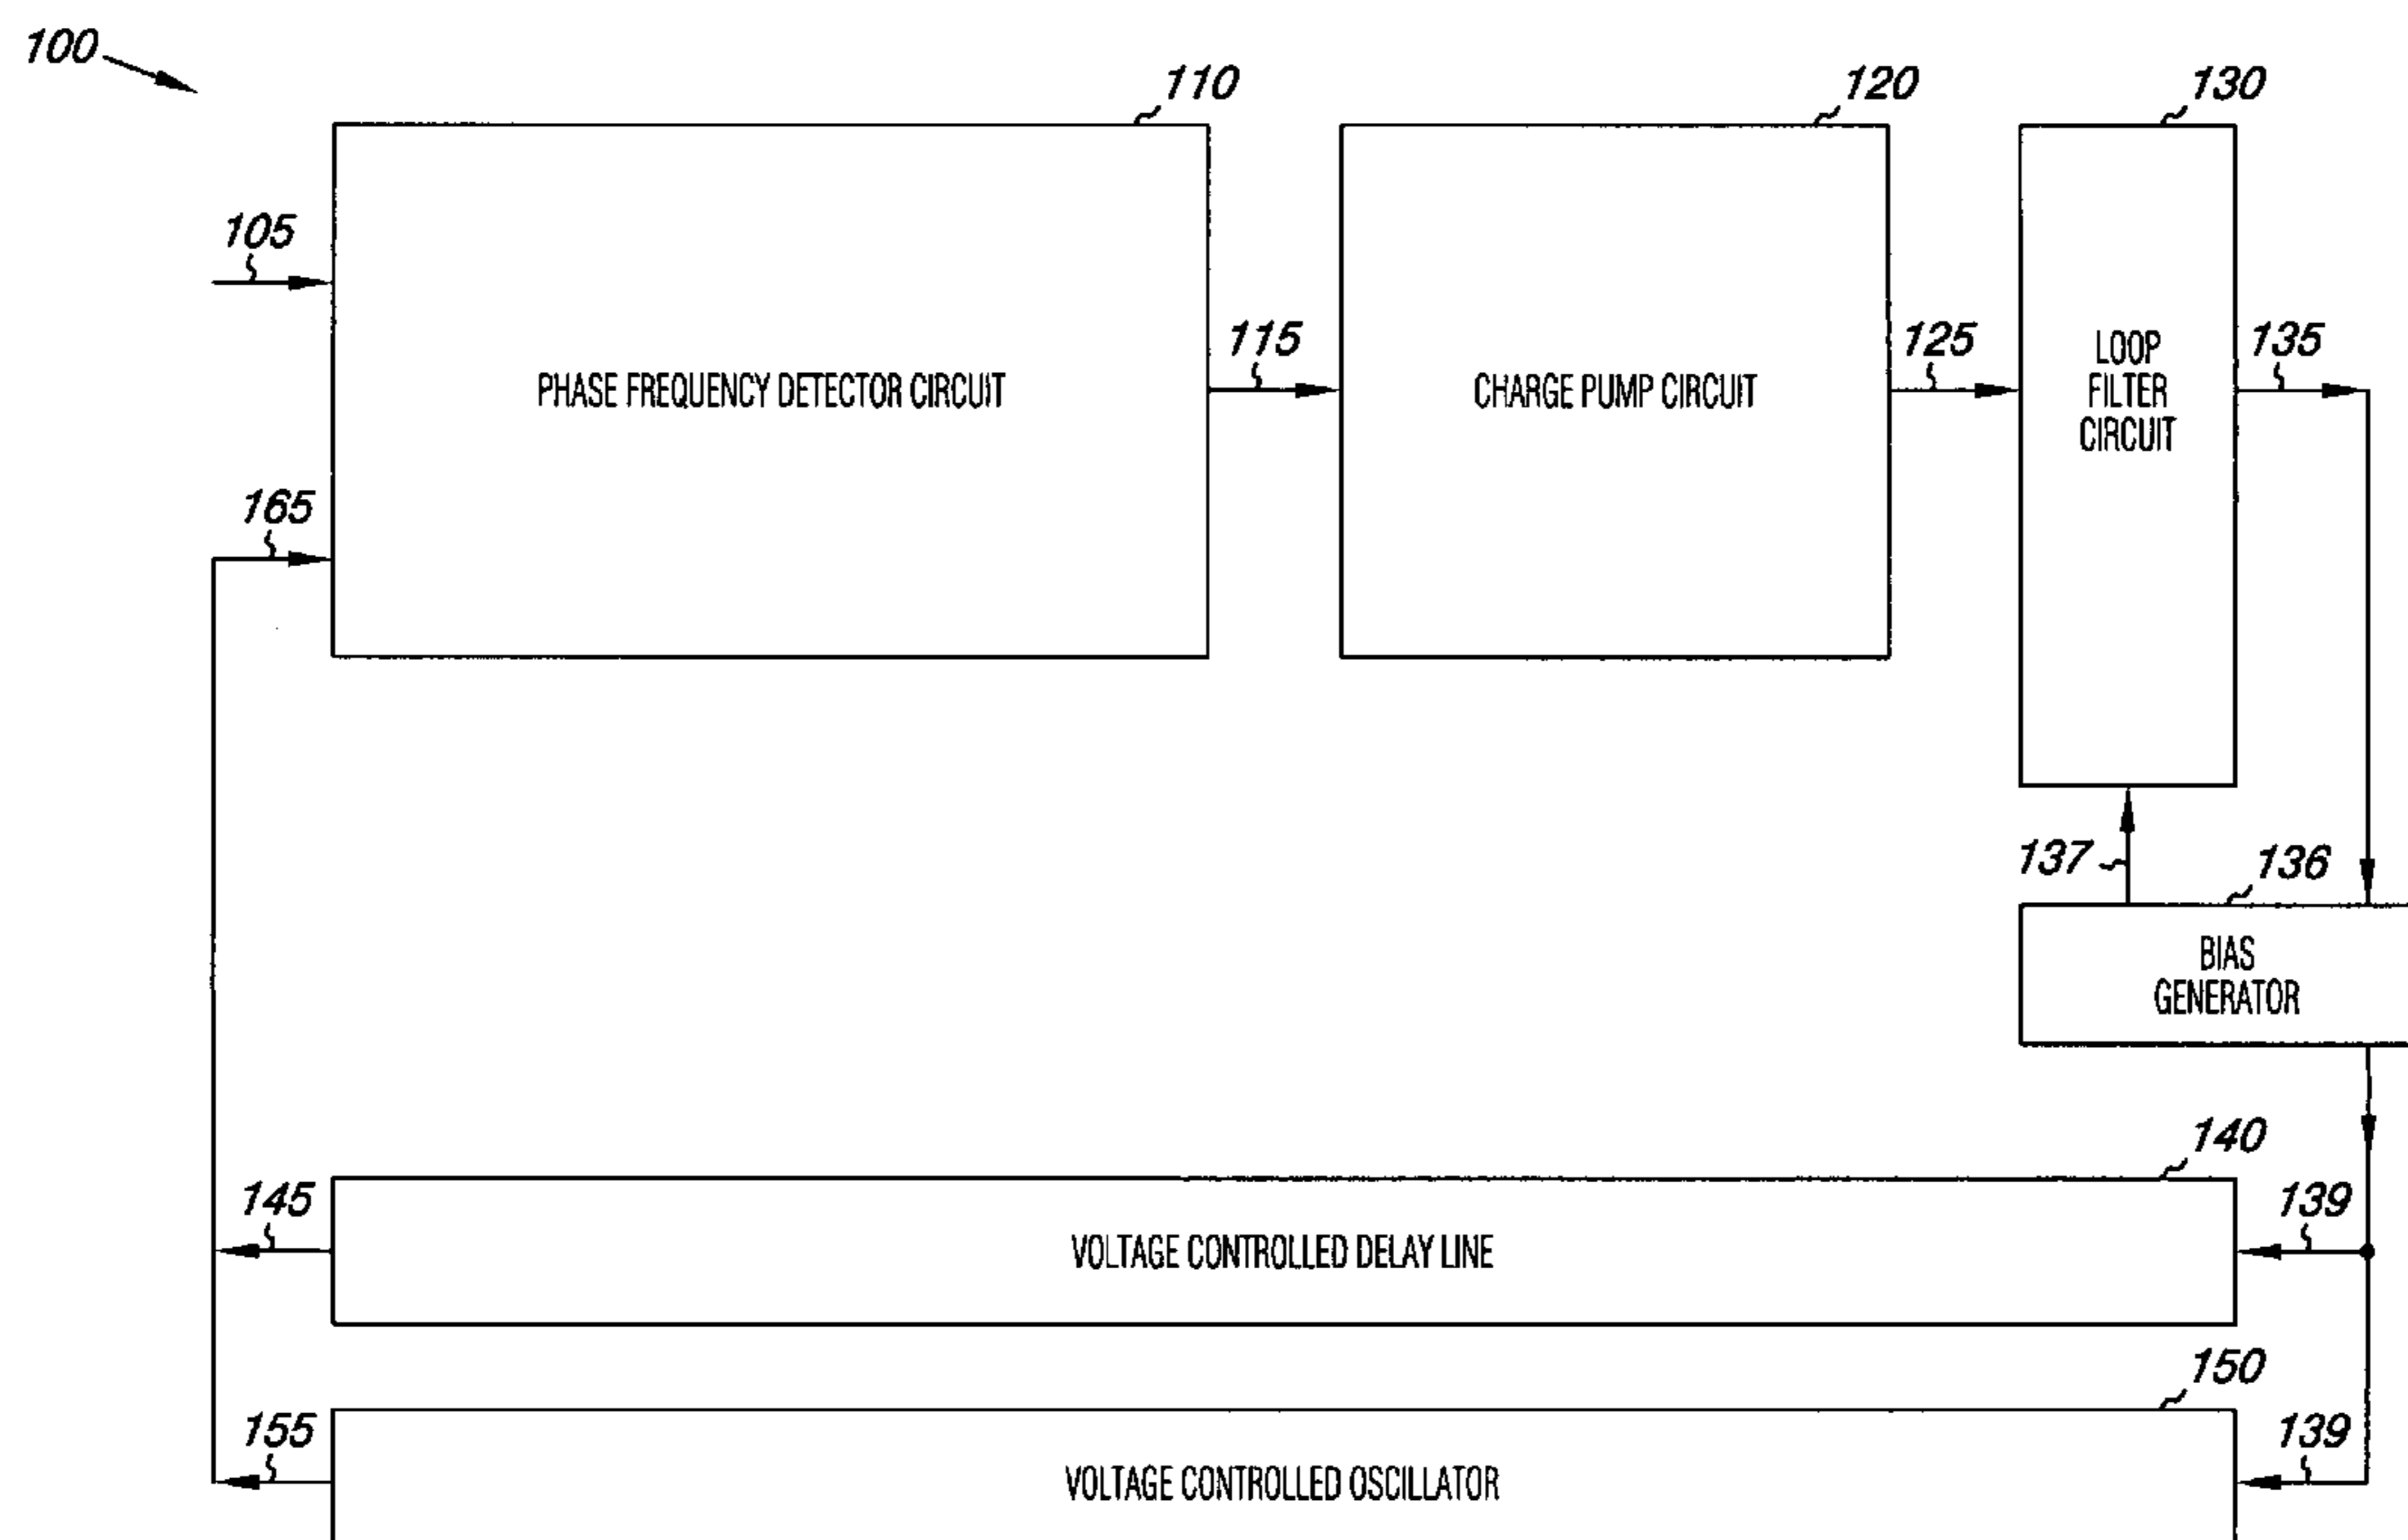 100
110
120
130
105
PHASE FREQUENCY DETECTOR CIRCUIT
115
CHARGE PUMP CIRCUIT
125
LOOP
FILTER
CIRCUIT
135
165
137
136
BIAS
GENERATOR
140
145
VOLTAGE CONTROLLED DELAY LINE
139
150
155
VOLTAGE CONTROLLED OSCILLATOR
139